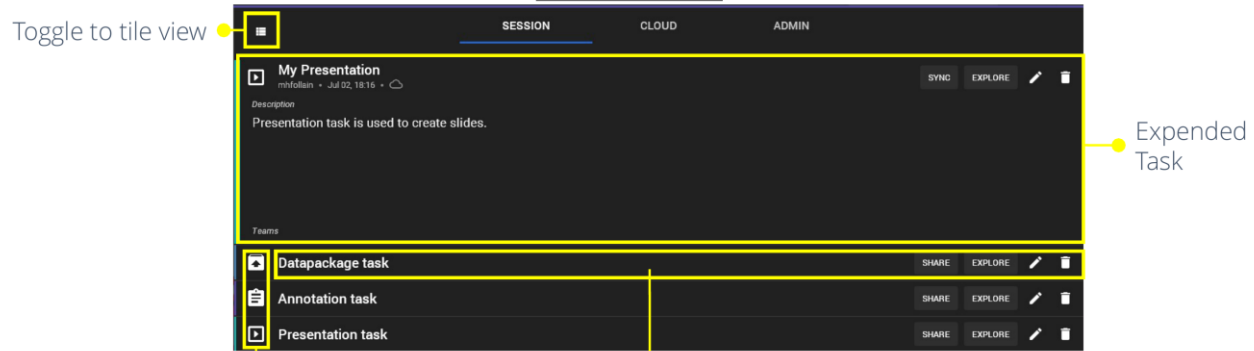 Toggle to tile view
SESSION CLOUD ADMIN
My Presentation
mhfollain • Jul 02, 18:16 •
SYNC EXPLORE
Description
Presentation task is used to create slides.
Expended
Task
Teams
Datapackage task SHARE EXPLORE
Annotation task SHARE EXPLORE
Presentation task SHARE EXPLORE